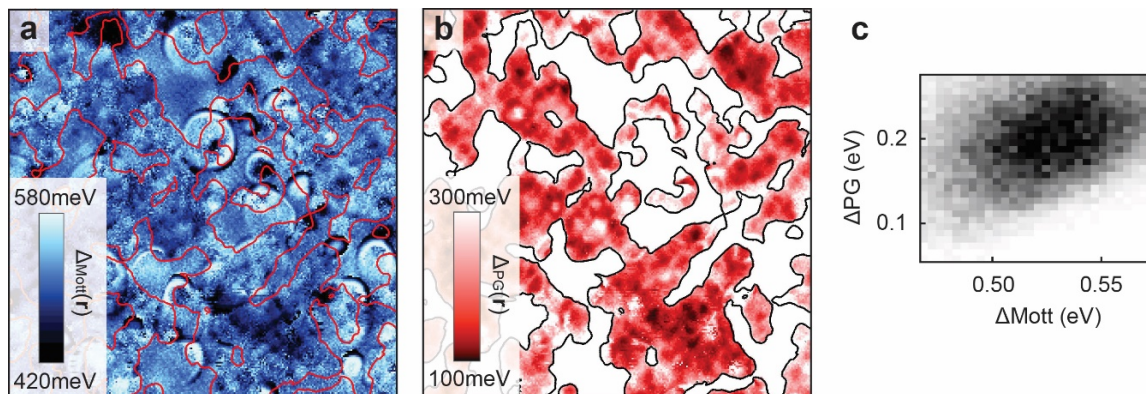 a
580meV
420meV
ΔMott(r)
b
300meV
100meV
ΔPG(r)
c
ΔPG (eV)
0.2
0.1
0.50
0.55
ΔMott (eV)